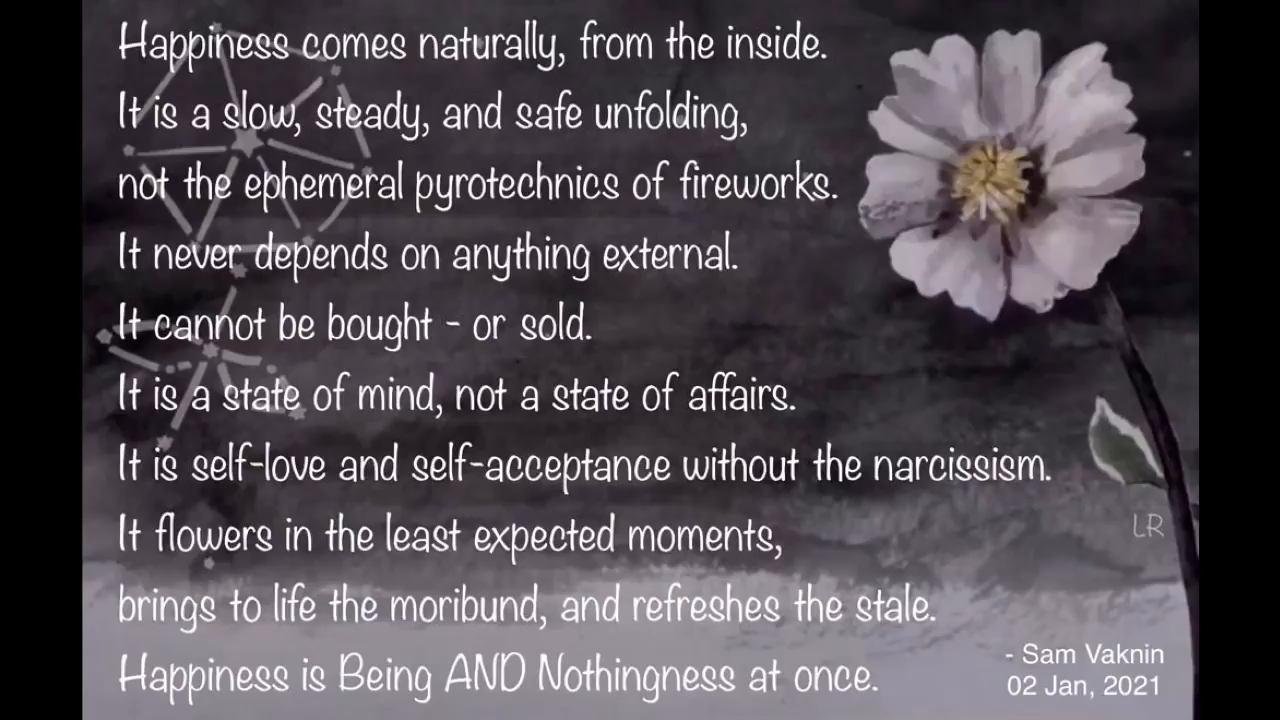 Happiness comes naturally, from the inside.
It is a slow, steady, and safe unfolding,
not the ephemeral pyrotechnics of fireworks.
It never depends on anything external.
It cannot be bought - or sold.
It is a state of mind, not a state of affairs.
It is self-love and self-acceptance without the narcissism.
It flowers in the least expected moments,
brings to life the moribund, and refreshes the stale.
Happiness is Being AND Nothingness at once.
LR
- Sam Vaknin
02 Jan, 2021